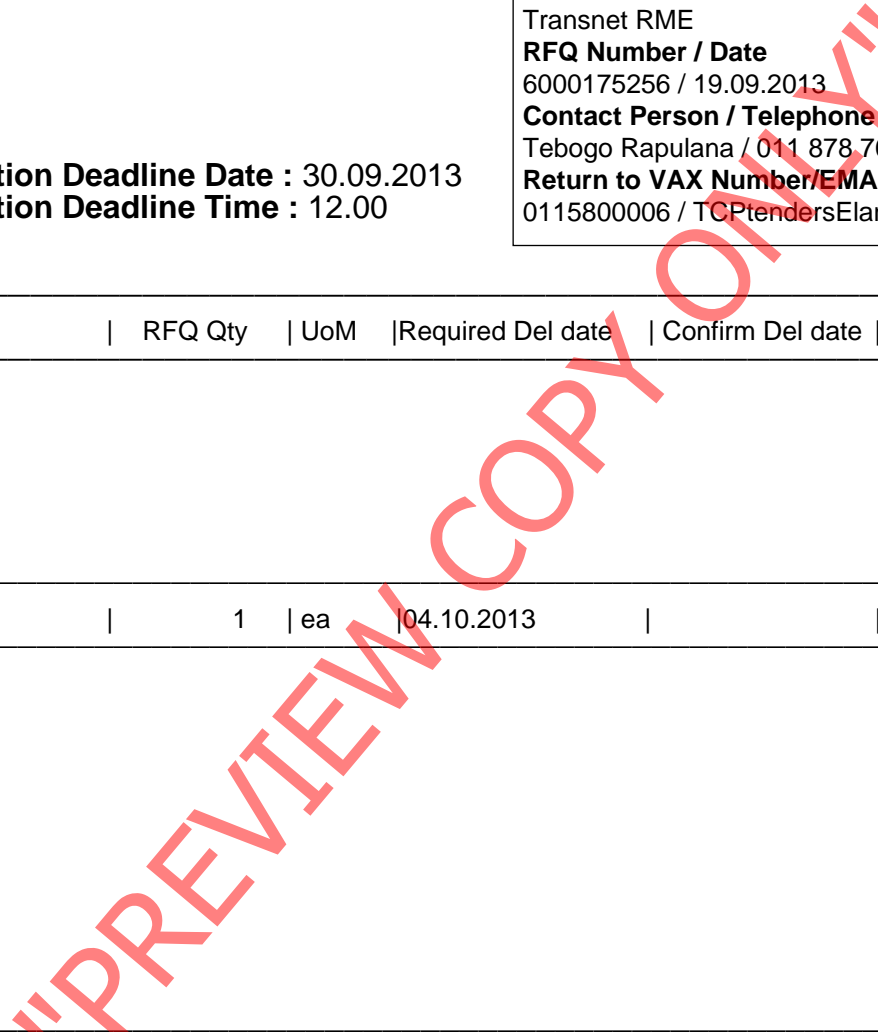 Transnet RME
RFQ Number / Date
6000175256 / 19.09.2013
Contact Person / Telephone
Tebogo Rapulana / 011 878
Return to VAX Number/EMA
0115800006 /
tion Deadline Date : 30.09.2013
tion Deadline Time : 12.00
| RFQ Qty | UoM |Required Del date | Confirm Del date |
| 1 | ea |04.10.2013 | |
"PREVIEW COPY ONLY"